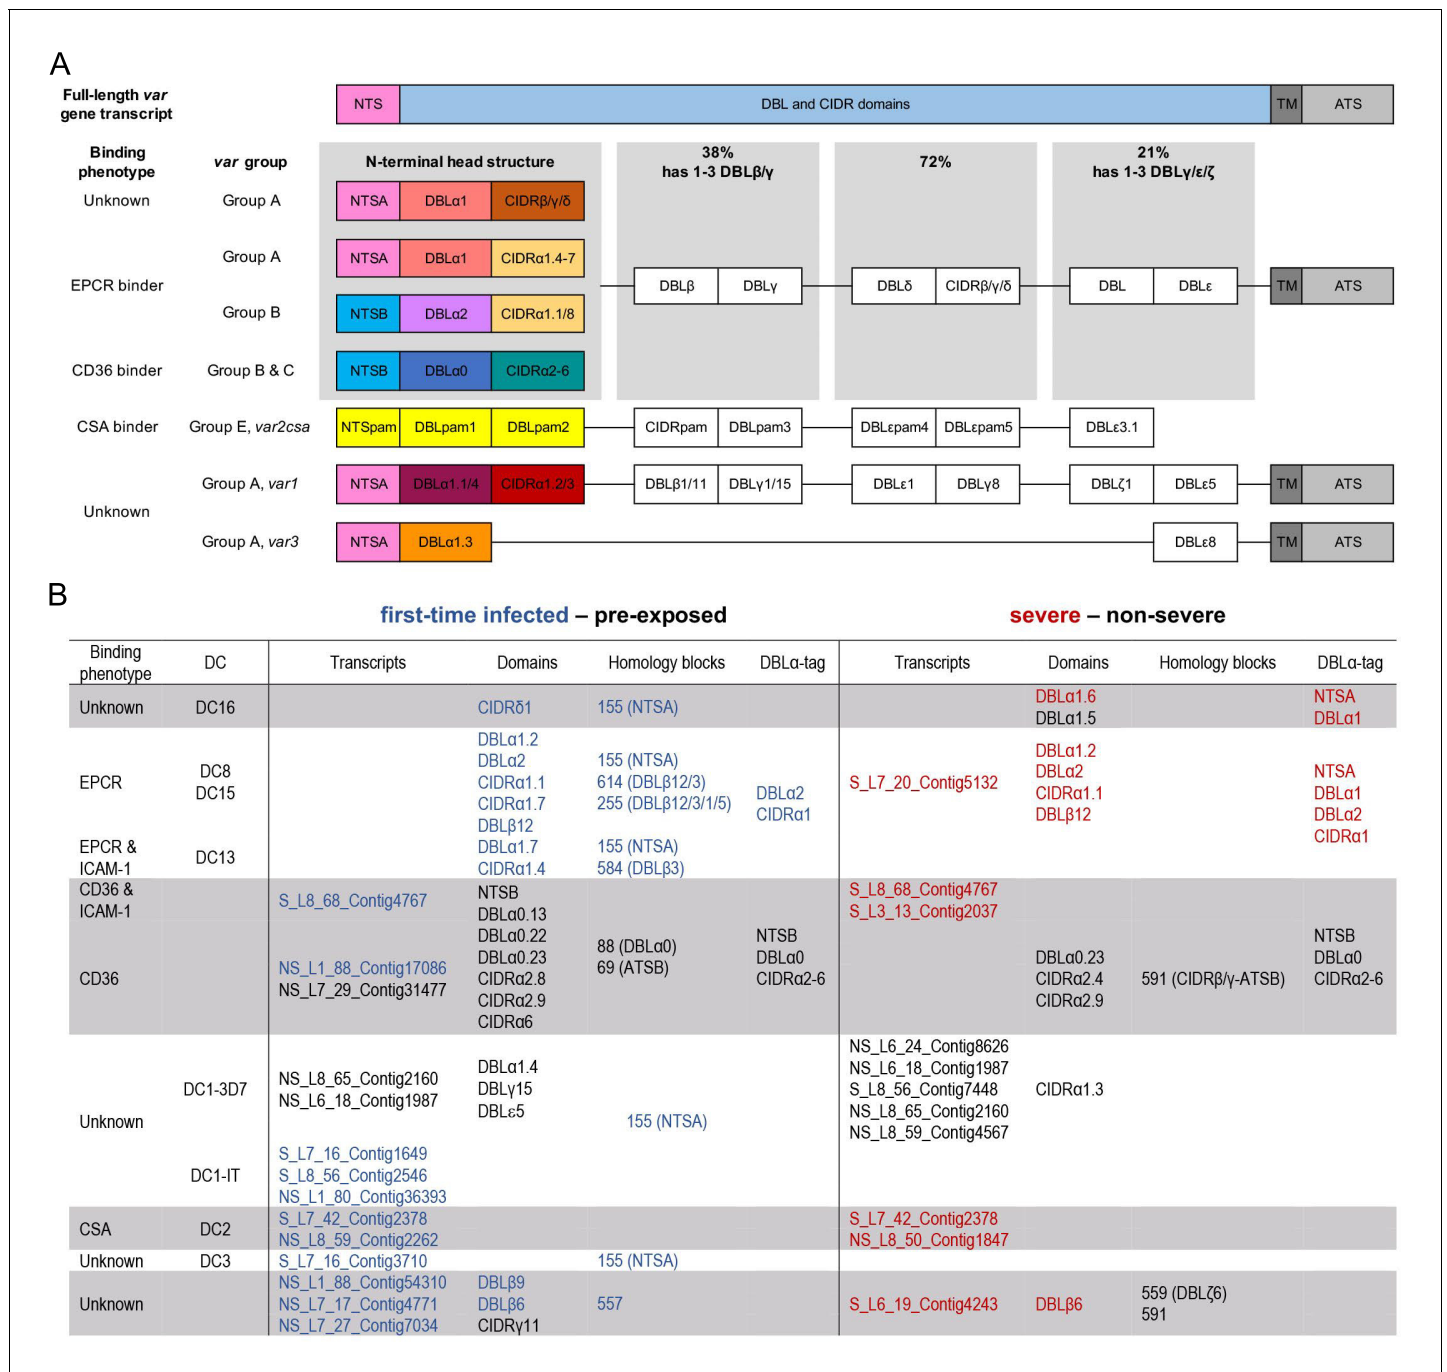 A
Full-length var gene transcript
NTS DBL and CIDR domains TM ATS
Binding phenotype var group N-terminal head structure 38% has 1-3 DBLβ/γ 72% 21% has 1-3 DBLγ/ε/ζ
Unknown Group A NTSA DBLα1 CIDRβ/γ/δ
Group A NTSA DBLα1 CIDRα1.4-7
EPCR binder DBLβ DBLγ DBLδ CIDRβ/γ/δ DBL DBLε TM ATS
Group B NTSB DBLα2 CIDRα1.1/8
CD36 binder Group B & C NTSB DBLα0 CIDRα2-6
CSA binder Group E, var2csa NTSpam DBLpam1 DBLpam2 CIDRpam DBLpam3 DBLεpam4 DBLεpam5 DBLε3.1
Group A, var1 NTSA DBLα1.1/4 CIDRα1.2/3 DBLβ1/11 DBLγ1/15 DBLε1 DBLγ8 DBLζ1 DBLε5 TM ATS
Unknown
Group A, var3 NTSA DBLα1.3 DBLε8 TM ATS
B
first-time infected – pre-exposed severe – non-severe
Binding phenotype DC Transcripts Domains Homology blocks DBLα-tag Transcripts Domains Homology blocks DBLα-tag
Unknown DC16 CIDRδ1 155 (NTSA)
DBLα1.6 NTSA
DBLα1.5 DBLα1
EPCR
DC8
DC15
DBLα1.2
DBLα2
CIDRα1.1
CIDRα1.7
DBLβ12
155 (NTSA)
614 (DBLβ12/3)
255 (DBLβ12/3/1/5)
DBLα2
CIDRα1
S_L7_20_Contig5132
DBLα1.2
DBLα2
CIDRα1.1
DBLβ12
NTSA
DBLα1
DBLα2
CIDRα1
EPCR &
ICAM-1
DC13
DBLα1.7
CIDRα1.4
155 (NTSA)
584 (DBLβ3)
CD36 &
ICAM-1
S_L8_68_Contig4767
S_L8_68_Contig4767
S_L3_13_Contig2037
CD36
NS_L1_88_Contig17086
NS_L7_29_Contig31477
NTSB
DBLα0.13
DBLα0.22
DBLα0.23
CIDRα2.8
CIDRα2.9
CIDRα6
88 (DBLα0)
69 (ATSB)
NTSB
DBLα0
CIDRα2-6
DBLα0.23
CIDRα2.4
CIDRα2.9
591 (CIDRβ/γ-ATSB)
NTSB
DBLα0
CIDRα2-6
Unknown
DC1-3D7
NS_L8_65_Contig2160
NS_L6_18_Contig1987
DBLα1.4
DBLγ15
DBLε5
155 (NTSA)
NS_L6_24_Contig8626
NS_L6_18_Contig1987
S_L8_56_Contig7448
NS_L8_65_Contig2160
NS_L8_59_Contig4567
CIDRα1.3
DC1-IT
S_L7_16_Contig1649
S_L8_56_Contig2546
NS_L1_80_Contig36393
CSA
DC2
S_L7_42_Contig2378
NS_L8_59_Contig2262
S_L7_42_Contig2378
NS_L8_50_Contig1847
Unknown DC3 S_L7_16_Contig3710 155 (NTSA)
Unknown
NS_L1_88_Contig54310
NS_L7_17_Contig4771
NS_L7_27_Contig7034
DBLβ9
DBLβ6
CIDRγ11
557
S_L6_19_Contig4243
DBLβ6
559 (DBLζ6)
591